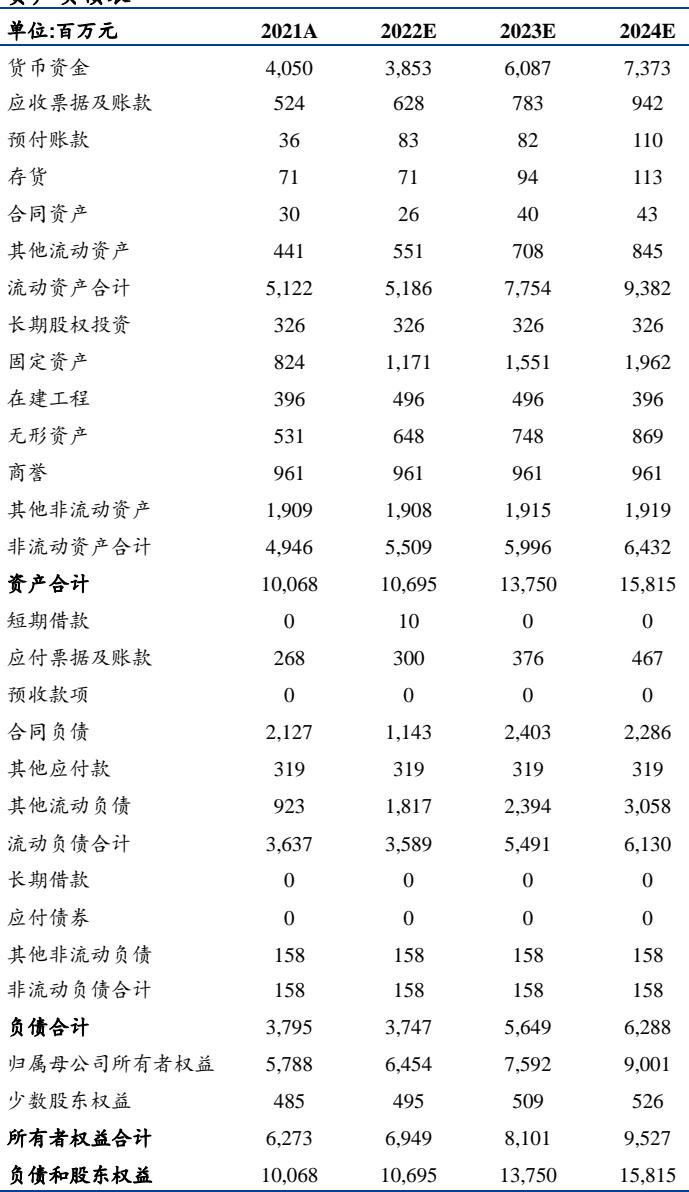 单位:百万元 2021A 2022E 2023E 2024E
货币资金 4,050 3,853 6,087 7,373
应收票据及账款 524 628 783 942
预付账款 36 83 82 110
存货 71 71 94 113
合同资产 30 26 40 43
其他流动资产 441 551 708 845
流动资产合计 5,122 5,186 7,754 9,382
长期股权投资 326 326 326 326
固定资产 824 1,171 1,551 1,962
在建工程 396 496 496 396
无形资产 531 648 748 869
商誉 961 961 961 961
其他非流动资产 1,909 1,908 1,915 1,919
非流动资产合计 4,946 5,509 5,996 6,432
资产合计 10,068 10,695 13,750 15,815
短期借款 0 10 0 0
应付票据及账款 268 300 376 467
预收款项 0 0 0 0
合同负债 2,127 1,143 2,403 2,286
其他应付款 319 319 319 319
其他流动负债 923 1,817 2,394 3,058
流动负债合计 3,637 3,589 5,491 6,130
长期借款 0 0 0 0
应付债券 0 0 0 0
其他非流动负债 158 158 158 158
非流动负债合计 158 158 158 158
负债合计 3,795 3,747 5,649 6,288
归属母公司所有者权益 5,788 6,454 7,592 9,001
少数股东权益 485 495 509 526
所有者权益合计 6,273 6,949 8,101 9,527
负债和股东权益 10,068 10,695 13,750 15,815